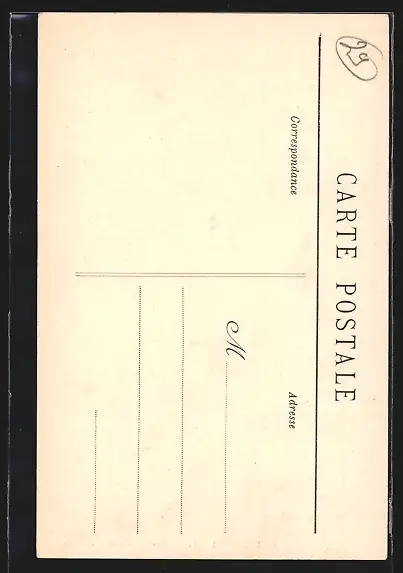 29
CARTE POSTALE
Correspondance
Adresse
M